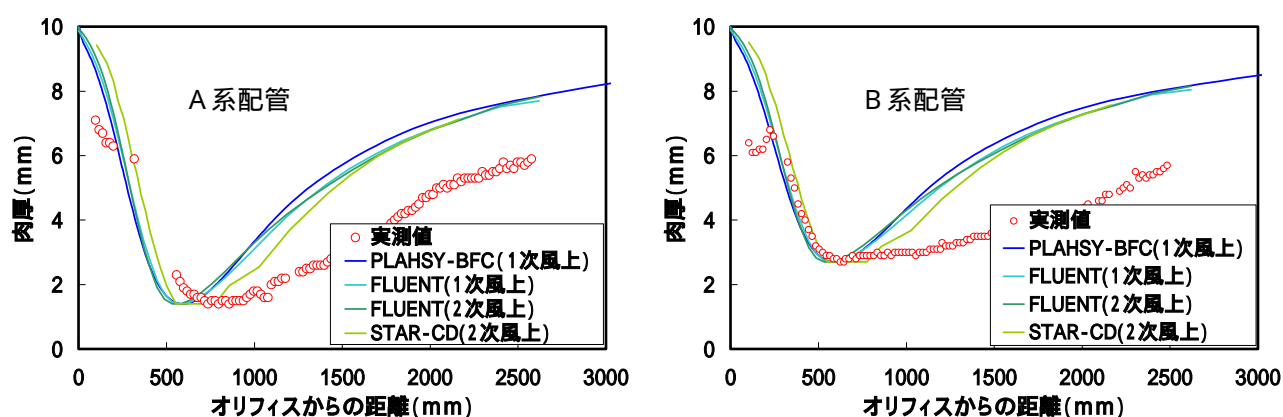 10
8
6
4
2
0
肉厚(mm)
A系配管
実測値
PLAHSY-BFC(1次風上)
FLUENT(1次風上)
FLUENT(2次風上)
STAR-CD(2次風上)
0 500 1000 1500 2000 2500 3000
オリフィスからの距離(mm)
10
8
6
4
2
0
肉厚(mm)
B系配管
実測値
PLAHSY-BFC(1次風上)
FLUENT(1次風上)
FLUENT(2次風上)
STAR-CD(2次風上)
0 500 1000 1500 2000 2500 3000
オリフィスからの距離(mm)